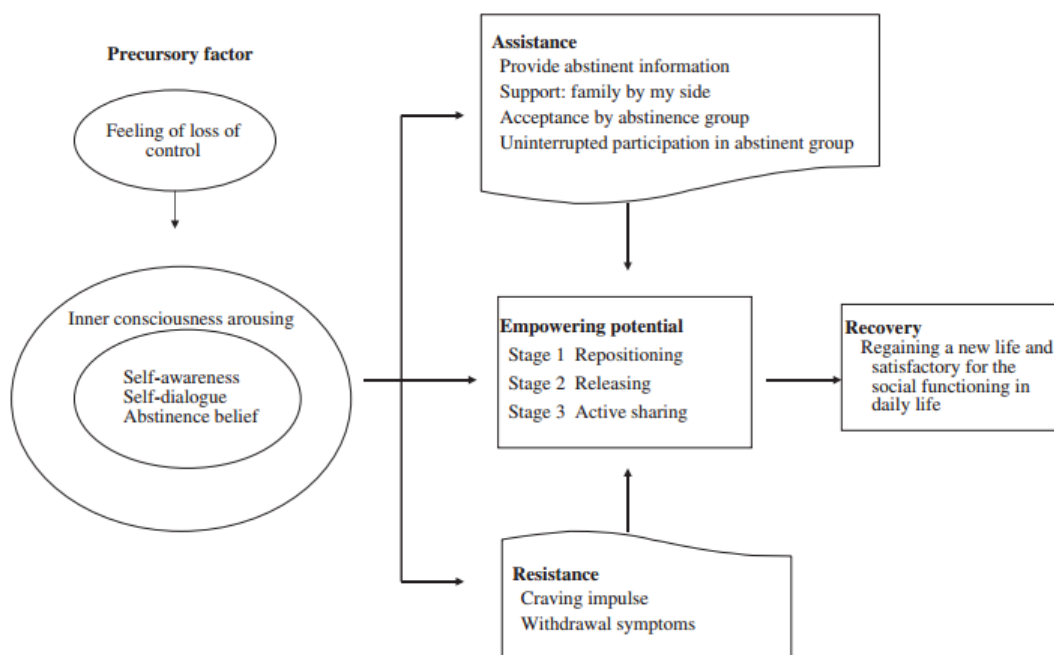 Precursory factor
Feeling of loss of
control
Inner consciousness arousing
Self-awareness
Self-dialogue
Abstinence belief
Assistance
Provide abstinent information
Support: family by my side
Acceptance by abstinence group
Uninterrupted participation in abstinent group
Empowering potential
Stage 1 Repositioning
Stage 2 Releasing
Stage 3 Active sharing
Resistance
Craving impulse
Withdrawal symptoms
Recovery
Regaining a new life and
satisfactory for the
social functioning in
daily life